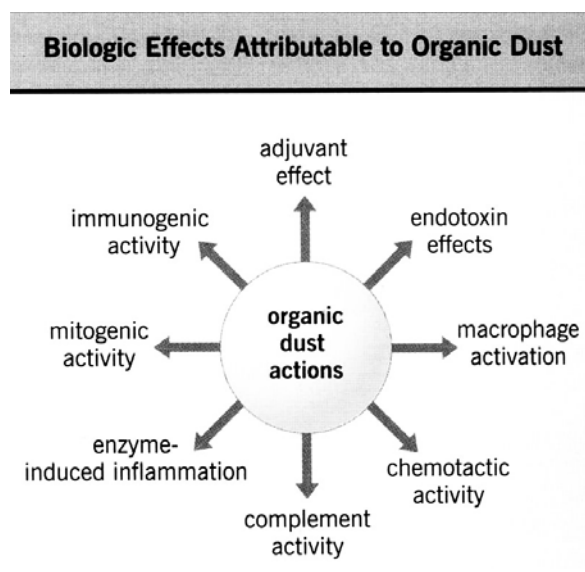 Biologic Effects Attributable to Organic Dust
adjuvant
effect
endotoxin
effects
macrophage
activation
chemotactic
activity
complement
activity
enzyme-
induced inflammation
mitogenic
activity
immunogenic
activity
organic
dust
actions